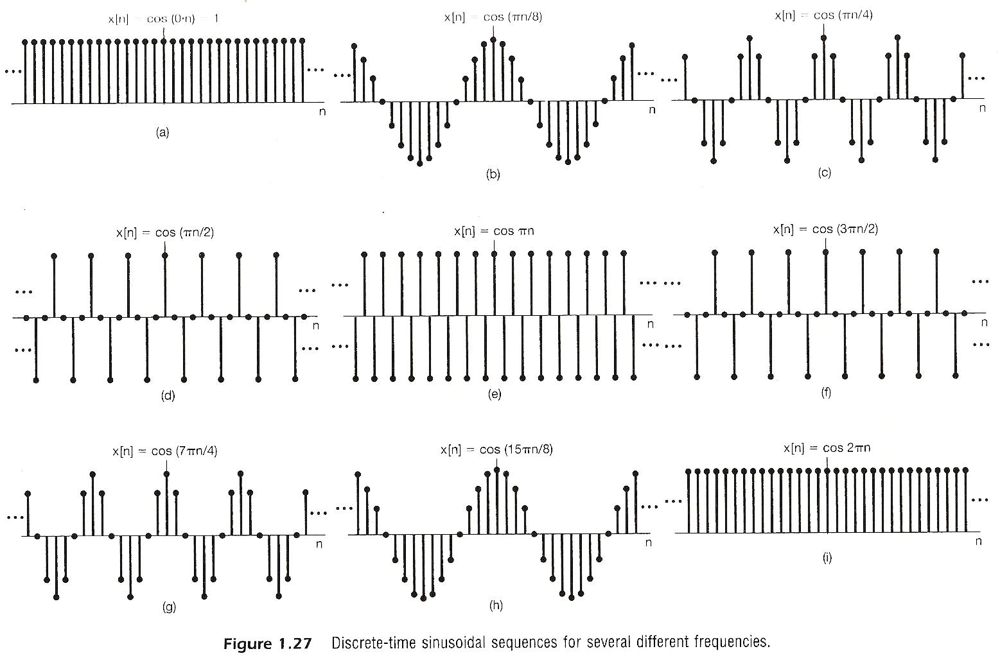 x[n] = cos (0·n) = 1
x[n] = cos (πn/8)
x[n] = cos (πn/4)
n
n
n
(a)
(b)
(c)
x[n] = cos (πn/2)
x[n] = cos πn
x[n] = cos (3πn/2)
n
n
n
(d)
(e)
(f)
x[n] = cos (7πn/4)
x[n] = cos (15πn/8)
x[n] = cos 2πn
n
n
n
(g)
(h)
(i)
Figure 1.27 Discrete-time sinusoidal sequences for several different frequencies.